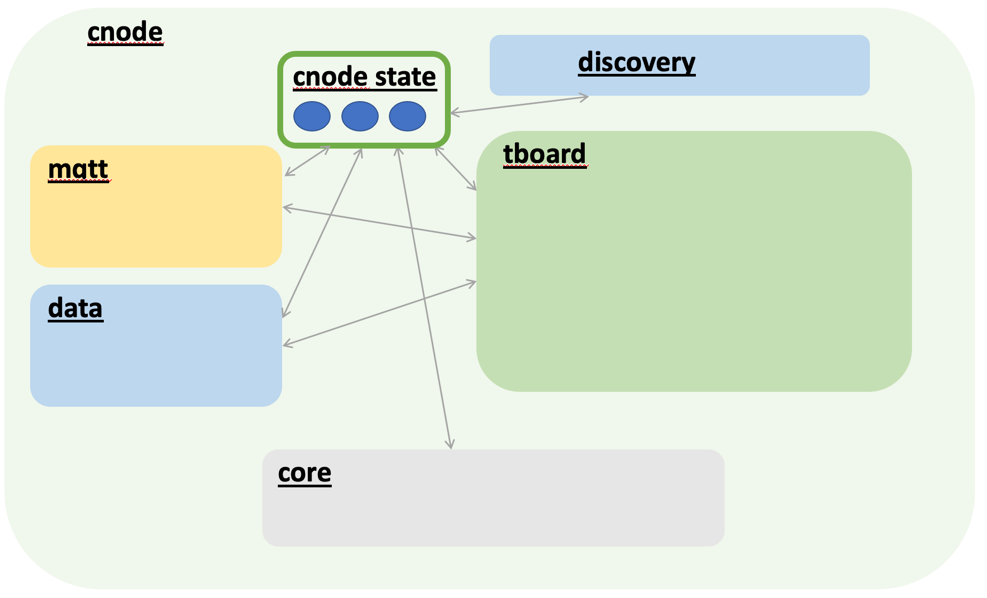 cnode
cnode state
discovery
mqtt
tboard
data
core